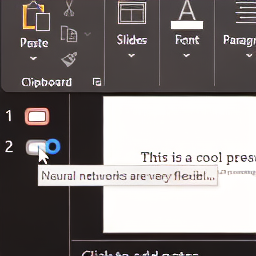 Paste
Slides
Font
Paragr
Clipboard
1
2
This is a cool pres
Neural networks are very flexibl...
Click to add notes